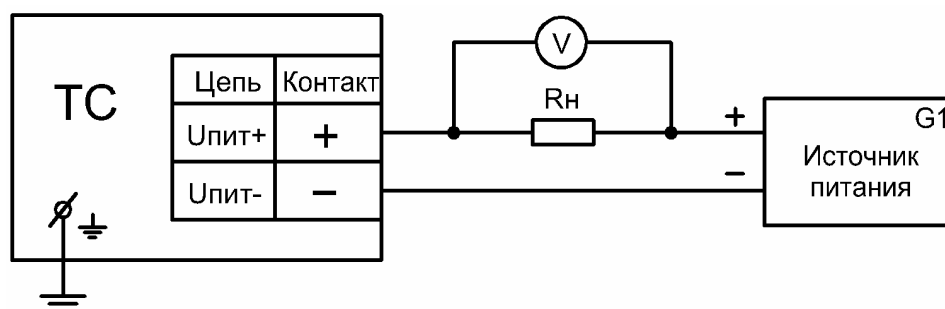 V
Rн
ТС
Цепь Контакт
Uпит+ +
Uпит- −
+
−
G1
Источник
питания